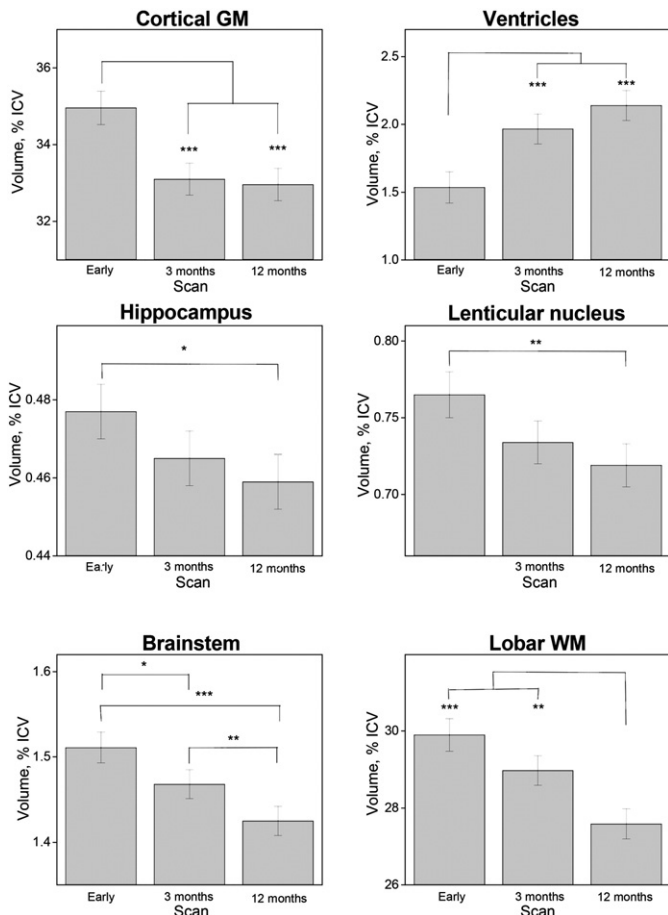 Cortical GM
Volume, % ICV
36
34
32
***
***
Early
3 months
12 months
Scan
Ventricles
Volume, % ICV
2.5
2.0
1.5
1.0
***
***
Early
3 months
12 months
Scan
Hippocampus
Volume, % ICV
0.48
0.46
0.44
*
Early
3 months
12 months
Scan
Lenticular nucleus
Volume, % ICV
0.80
0.75
0.70
**
3 months
12 months
Scan
Brainstem
Volume, % ICV
1.6
1.5
1.4
*
***
**
Early
3 months
12 months
Scan
Lobar WM
Volume, % ICV
30
28
26
***
**
Early
3 months
12 months
Scan